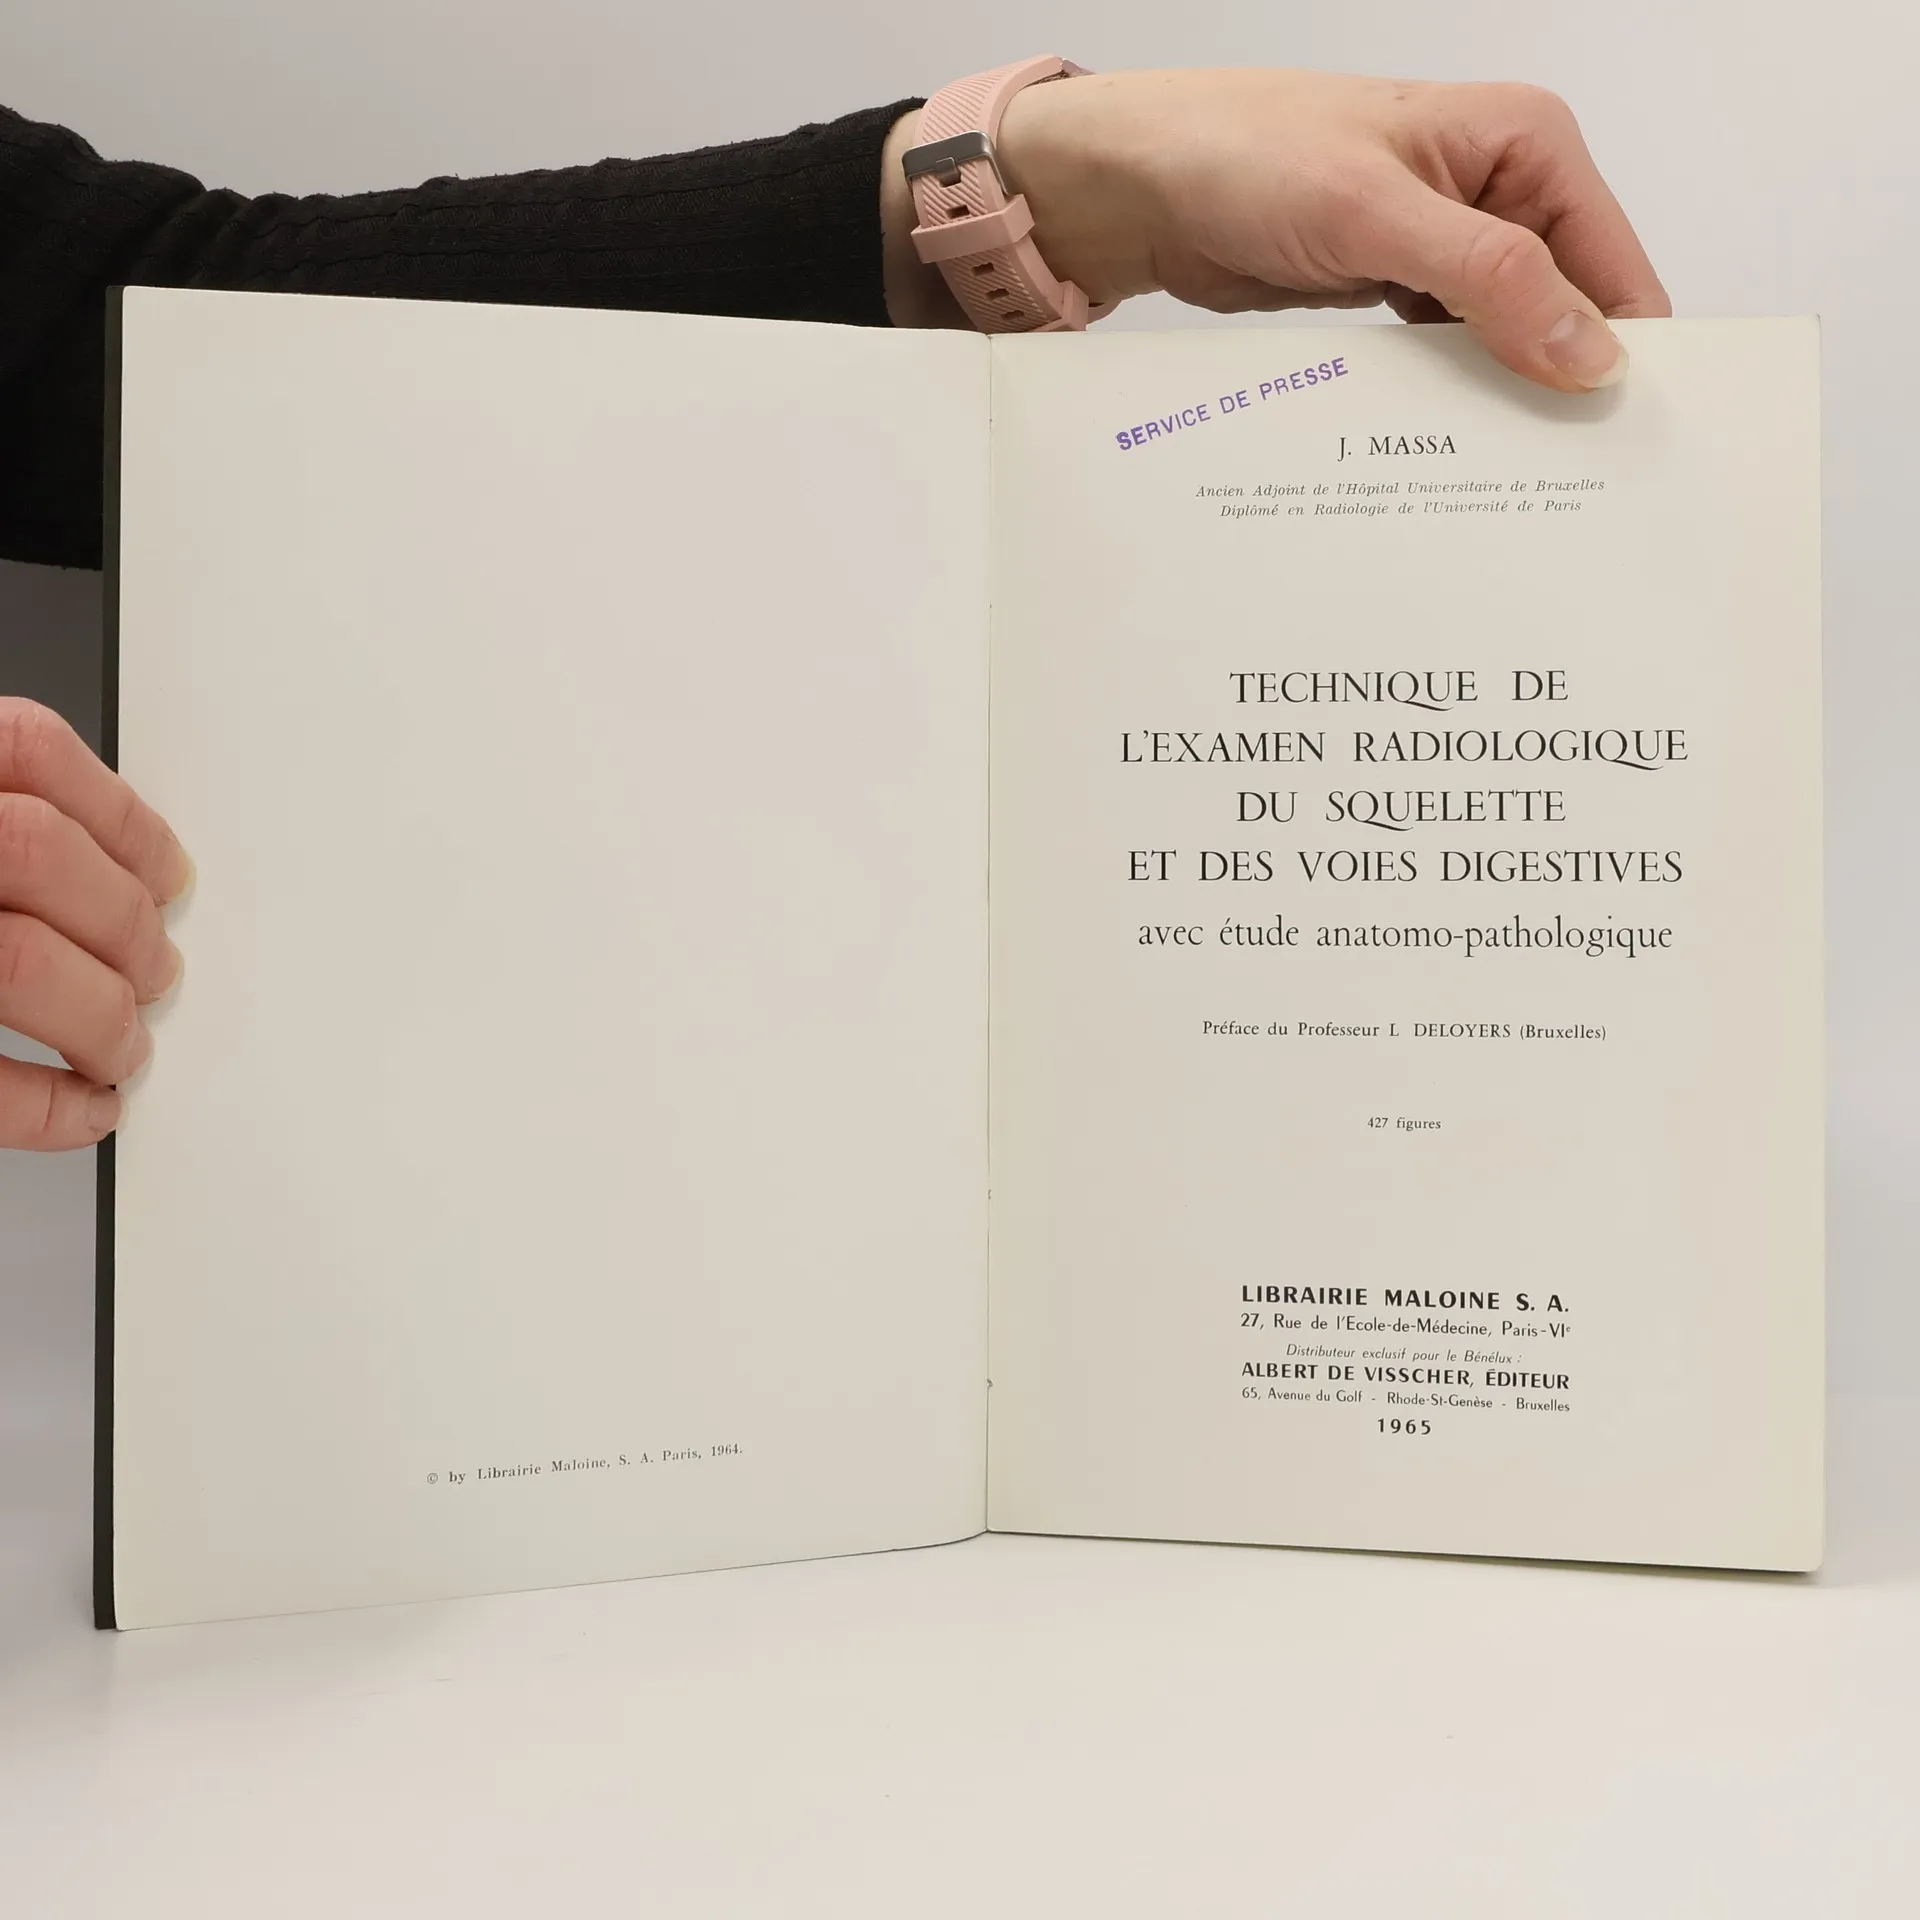 © by Librairie Maloine, S. A. Paris, 1964.
SERVICE DE PRESSE
J. MASSA
Ancien Adjoint de l'Hôpital Universitaire de Bruxelles
Diplômé en Radiologie de l'Université de Paris
TECHNIQUE DE
L'EXAMEN RADIOLOGIQUE
DU SQUELETTE
ET DES VOIES DIGESTIVES
avec étude anatomo-pathologique
Préface du Professeur L DELOYERS (Bruxelles)
427 figures
LIBRAIRIE MALOINE S. A.
27, Rue de l'Ecole-de-Médecine, Paris-VIe
Distributeur exclusif pour le Bénélux :
ALBERT DE VISSCHER, ÉDITEUR
65, Avenue du Golf - Rhode-St-Genèse - Bruxelles
1965